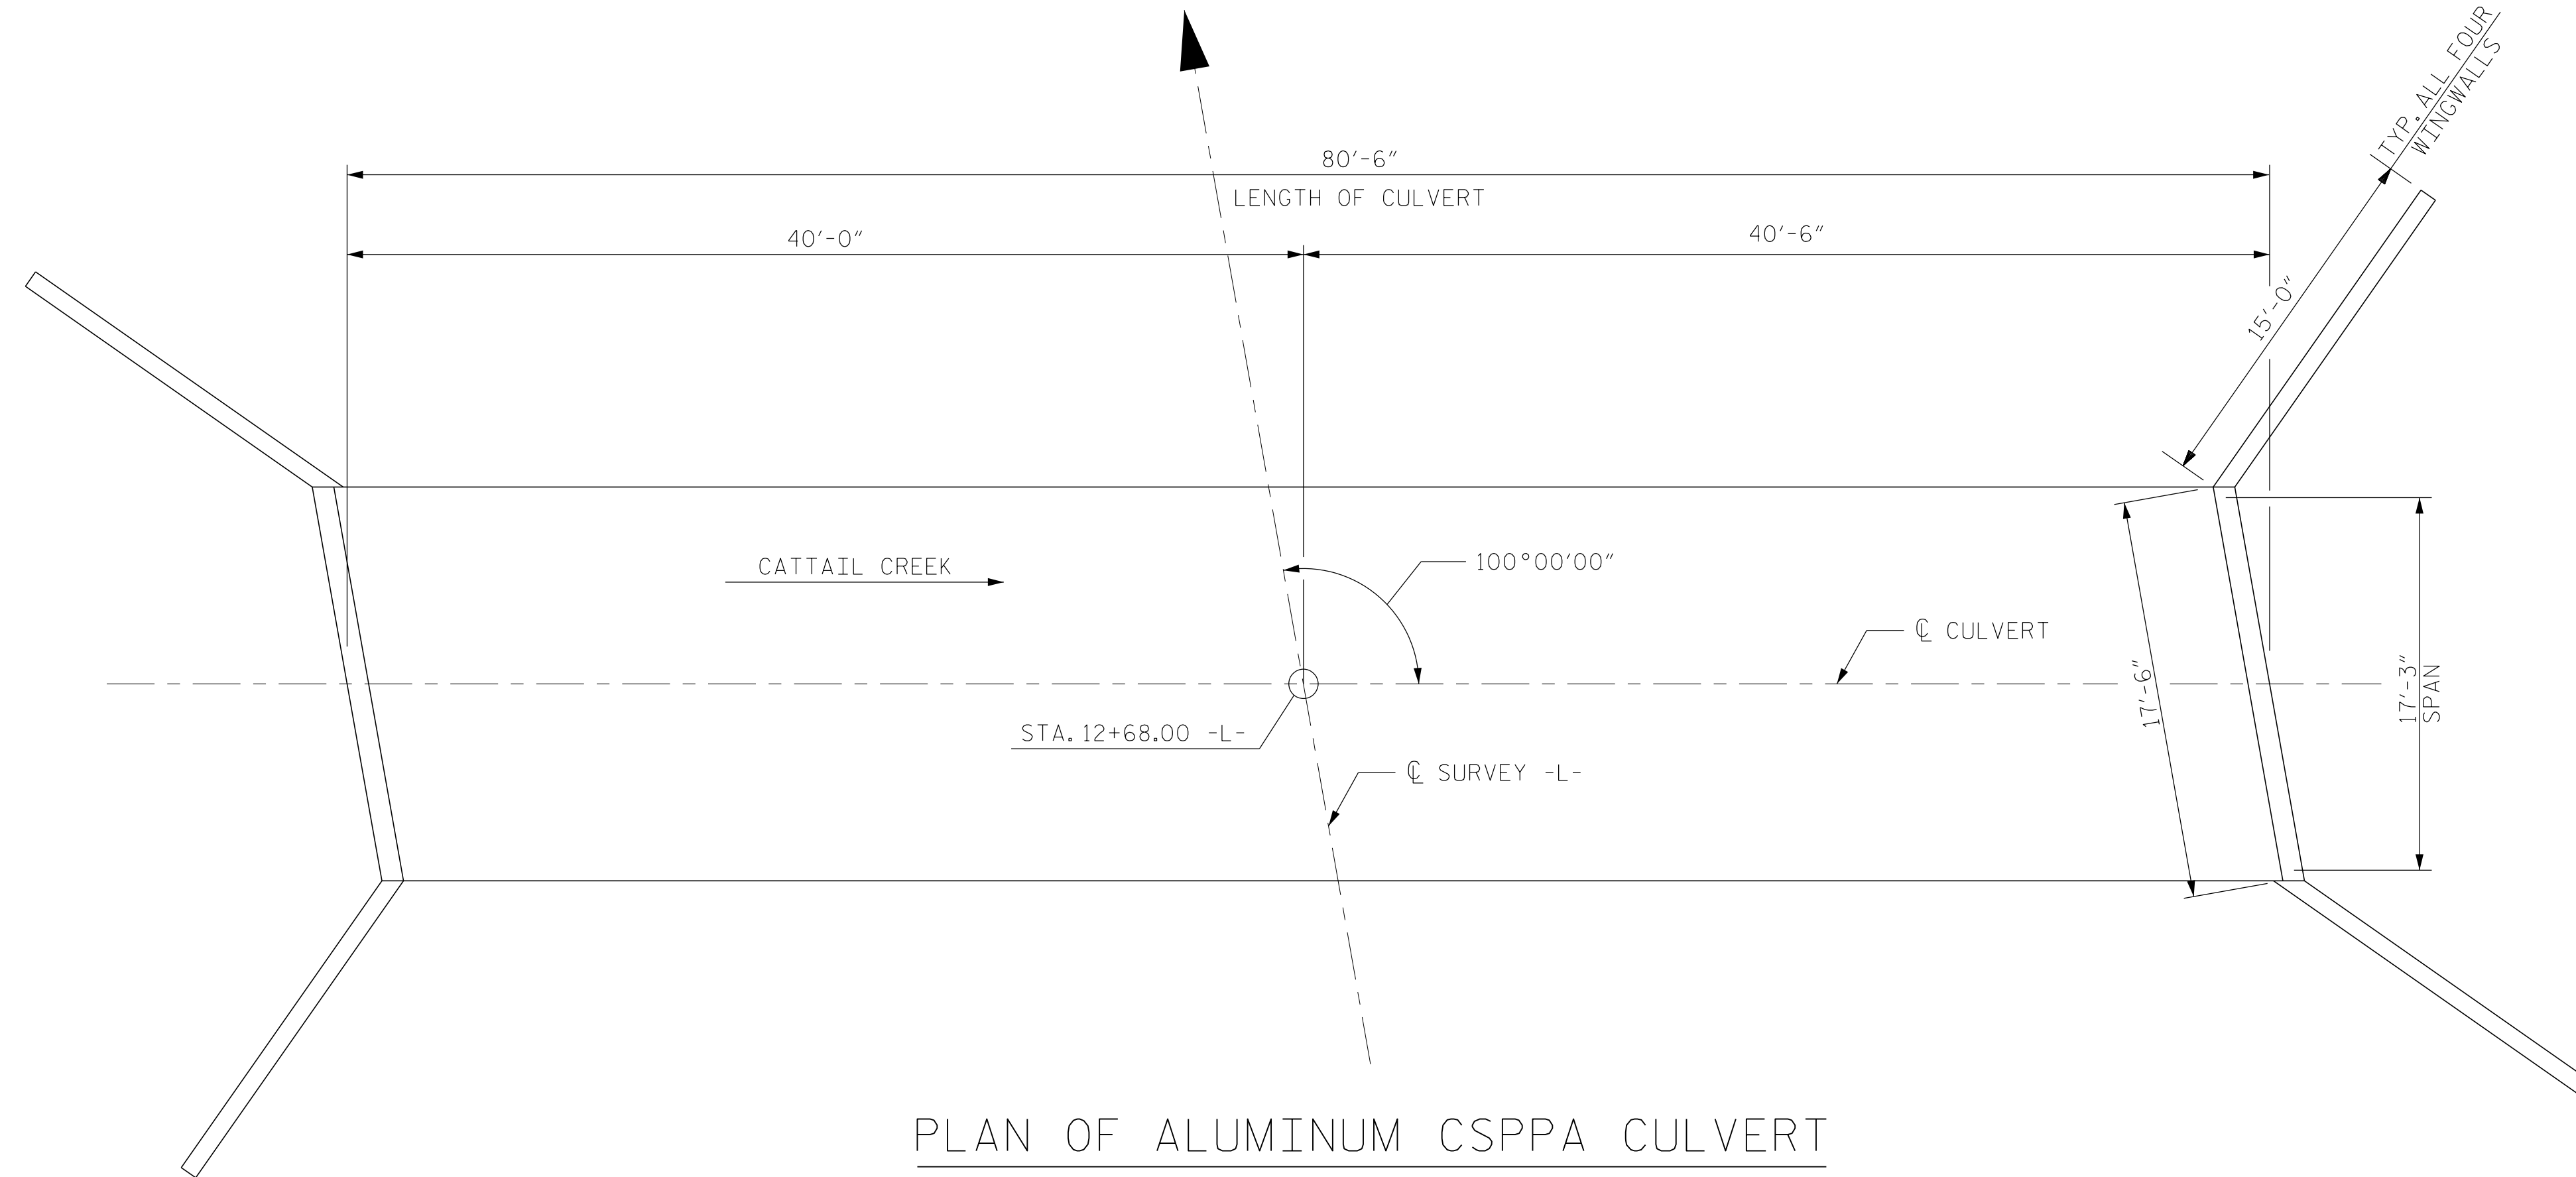 TYP. ALL FOUR
WINGWALLS
80'-6"
LENGTH OF CULVERT
40'-0"
40'-6"
15'-0"
CATTAIL CREEK
100°00'00"
℄ CULVERT
17'-6"
17'-3"
SPAN
STA. 12+68.00 -L-
℄ SURVEY -L-
PLAN OF ALUMINUM CSPPA CULVERT